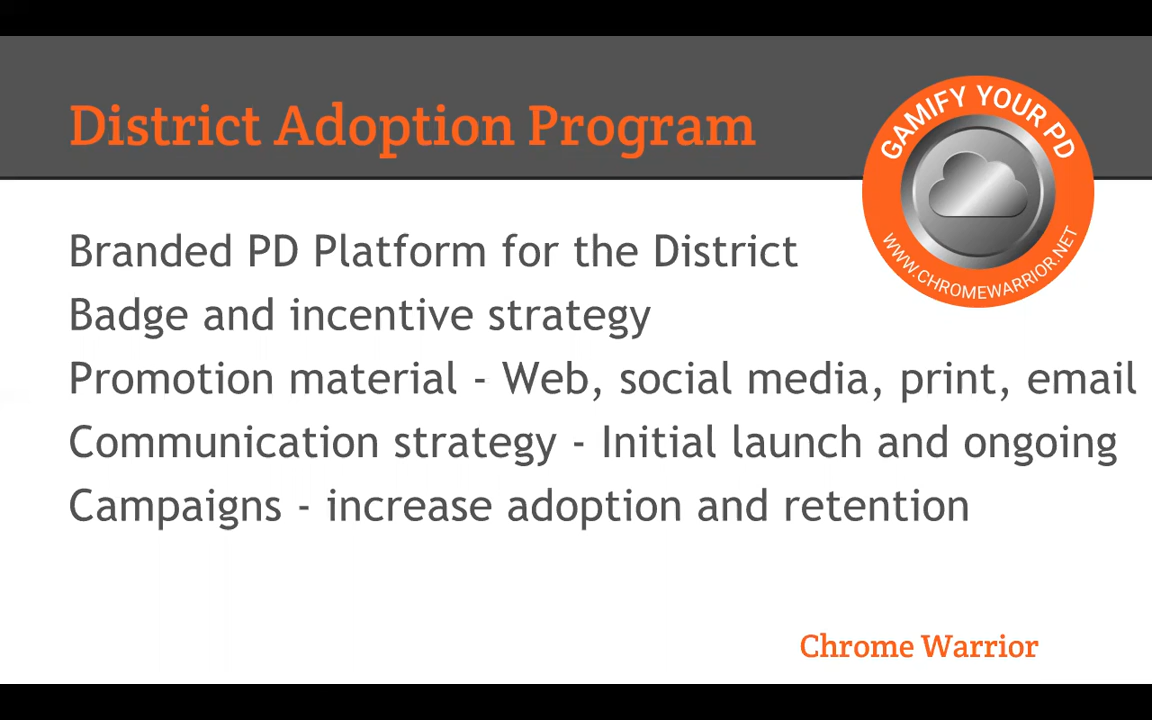 District Adoption Program
GAMIFY YOUR PD
WWW.CHROMEWARRIOR.NET
Branded PD Platform for the District
Badge and incentive strategy
Promotion material - Web, social media, print, email
Communication strategy - Initial launch and ongoing
Campaigns - increase adoption and retention
Chrome Warrior